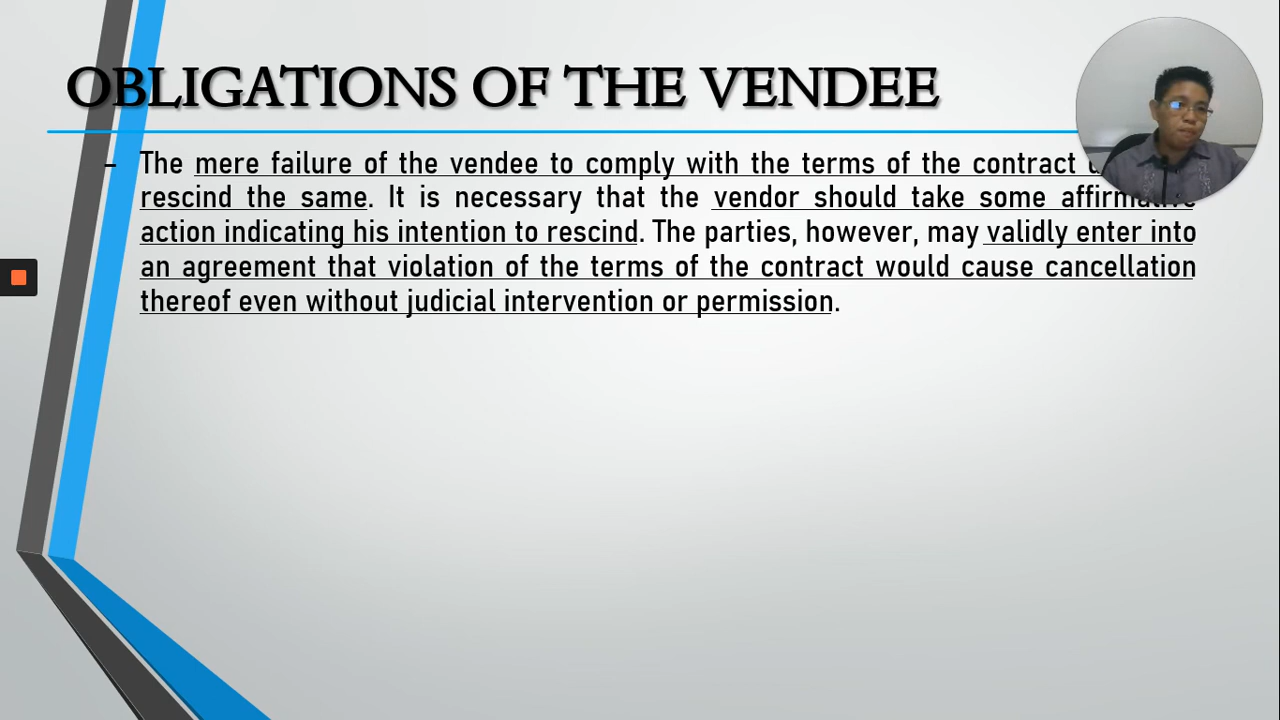 OBLIGATIONS OF THE VENDEE
– The mere failure of the vendee to comply with the terms of the contract
rescind the same. It is necessary that the vendor should take some affirmative
action indicating his intention to rescind. The parties, however, may validly enter into
an agreement that violation of the terms of the contract would cause cancellation
thereof even without judicial intervention or permission.